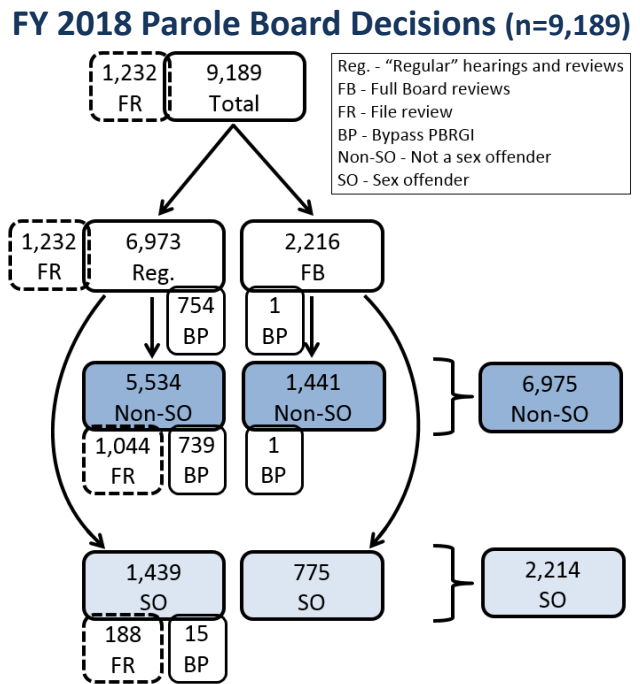 FY 2018 Parole Board Decisions (n=9,189)
1,232
FR
9,189
Total
Reg. - “Regular” hearings and reviews
FB - Full Board reviews
FR - File review
BP - Bypass PBRGI
Non-SO - Not a sex offender
SO - Sex offender
1,232
FR
6,973
Reg.
2,216
FB
754
BP
1
BP
5,534
Non-SO
1,441
Non-SO
6,975
Non-SO
1,044
FR
739
BP
1
BP
1,439
SO
775
SO
2,214
SO
188
FR
15
BP